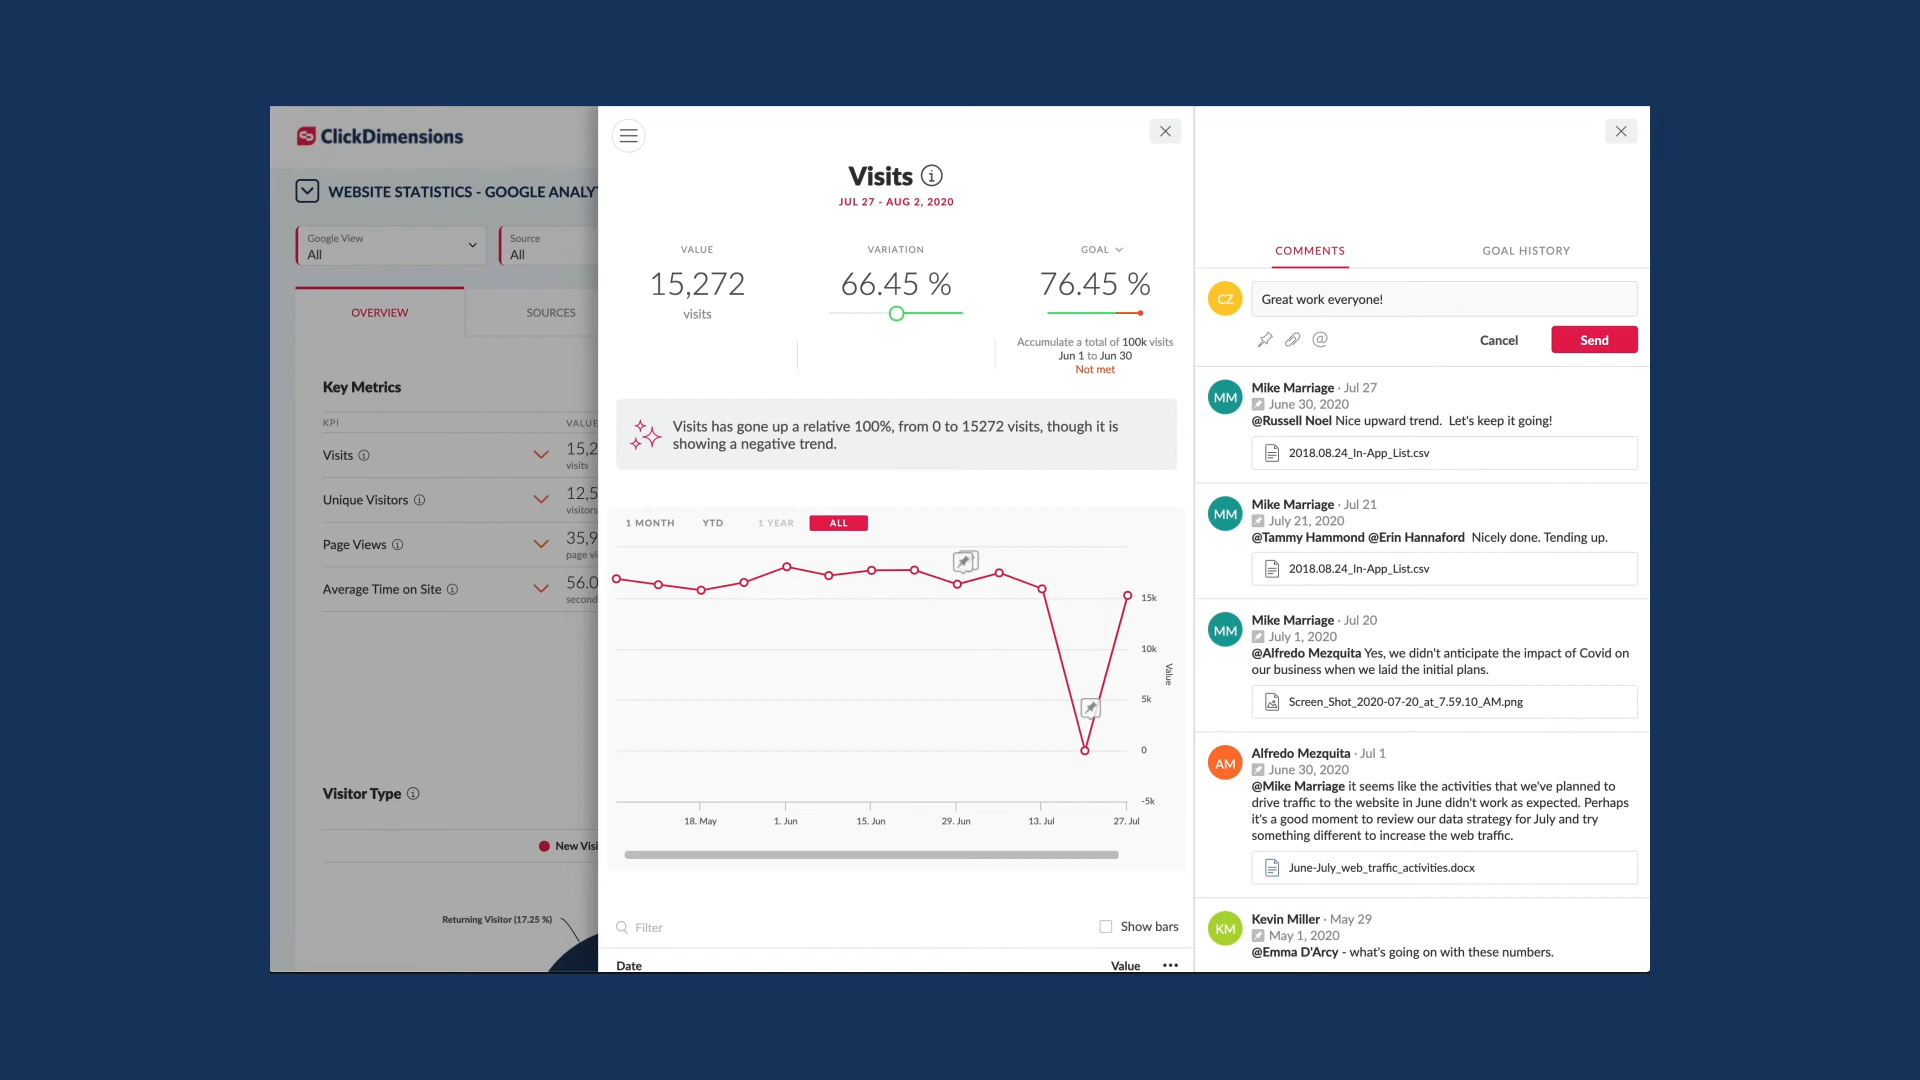 ClickDimensions
WEBSITE STATISTICS - GOOGLE ANALY
Google View
All
Source
All
OVERVIEW
SOURCES
Key Metrics
KPI
VALUE
Visits
15,2
visits
Unique Visitors
12,5
visitors
Page Views
35,9
page vi
Average Time on Site
56.0
second
Visitor Type
New Visi
Returning Visitor (17.25 %)
Visits
JUL 27 - AUG 2, 2020
VALUE
15,272
visits
VARIATION
66.45 %
GOAL
76.45 %
Accumulate a total of 100k visits
Jun 1 to Jun 30
Not met
Visits has gone up a relative 100%, from 0 to 15272 visits, though it is
showing a negative trend.
1 MONTH
YTD
1 YEAR
ALL
15k
10k
5k
0
-5k
Value
18. May
1. Jun
15. Jun
29. Jun
13. Jul
27. Jul
Filter
Show bars
Date
Value
COMMENTS
GOAL HISTORY
CZ
Great work everyone!
@
Cancel
Send
MM
Mike Marriage · Jul 27
June 30, 2020
@Russell Noel Nice upward trend. Let's keep it going!
2018.08.24_In-App_List.csv
MM
Mike Marriage · Jul 21
July 21, 2020
@Tammy Hammond @Erin Hannaford Nicely done. Tending up.
2018.08.24_In-App_List.csv
MM
Mike Marriage · Jul 20
July 1, 2020
@Alfredo Mezquita Yes, we didn't anticipate the impact of Covid on
our business when we laid the initial plans.
Screen_Shot_2020-07-20_at_7.59.10_AM.png
AM
Alfredo Mezquita · Jul 1
June 30, 2020
@Mike Marriage it seems like the activities that we've planned to
drive traffic to the website in June didn't work as expected. Perhaps
it's a good moment to review our data strategy for July and try
something different to increase the web traffic.
June-July_web_traffic_activities.docx
KM
Kevin Miller · May 29
May 1, 2020
@Emma D'Arcy - what's going on with these numbers.